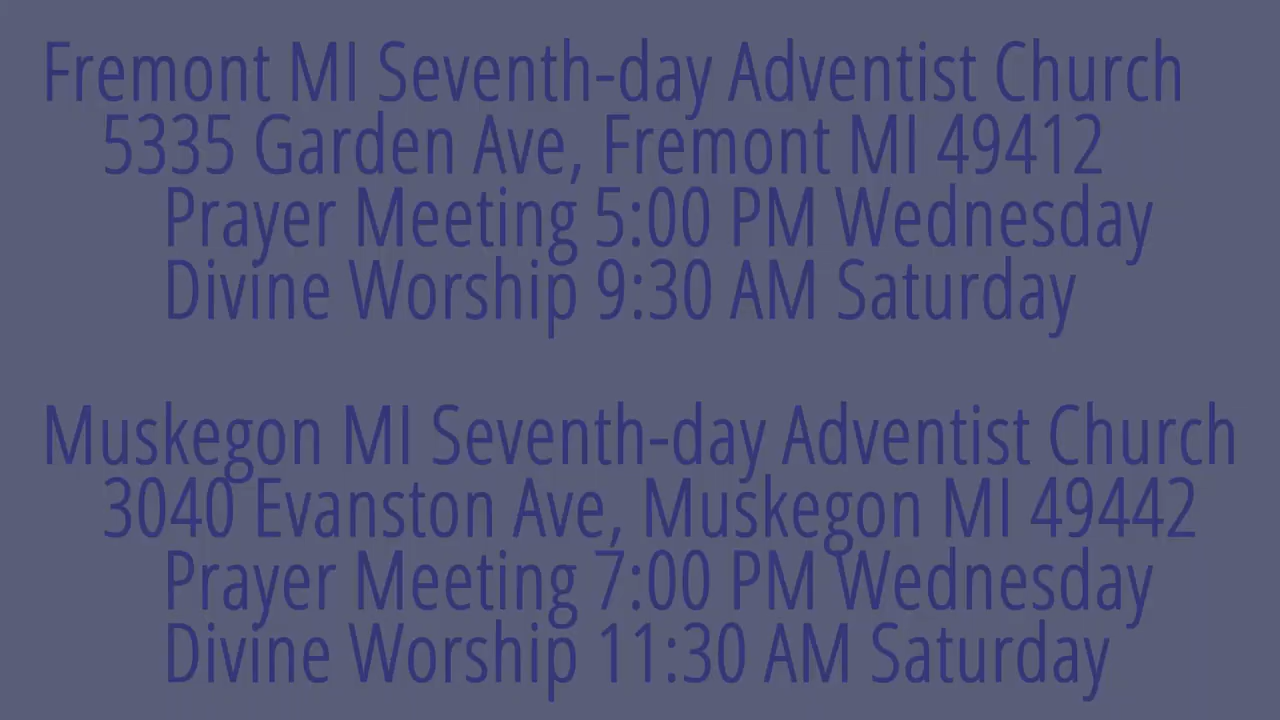 Fremont MI Seventh-day Adventist Church
5335 Garden Ave, Fremont MI 49412
Prayer Meeting 5:00 PM Wednesday
Divine Worship 9:30 AM Saturday
Muskegon MI Seventh-day Adventist Church
3040 Evanston Ave, Muskegon MI 49442
Prayer Meeting 7:00 PM Wednesday
Divine Worship 11:30 AM Saturday